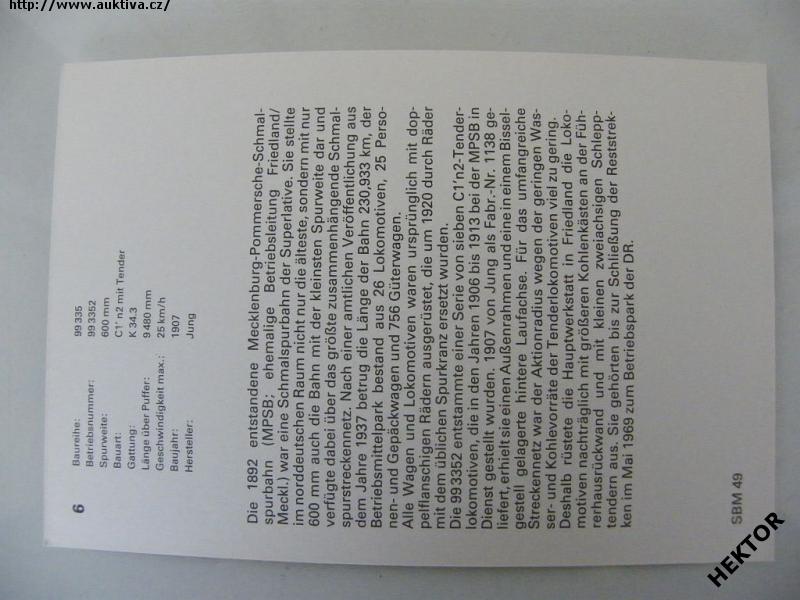 http://www.auktiva.cz/
6
Baureihe: 99 335
Betriebsnummer: 99 3352
Spurweite: 600 mm
Bauart: C1' n2 mit Tender
Gattung: K 34.3
Länge über Puffer: 9 480 mm
Geschwindigkeit max.: 25 km/h
Baujahr: 1907
Hersteller: Jung
Die 1892 entstandene Mecklenburg-Pommersche-Schmal-
spurbahn (MPSB; ehemalige Betriebsleitung Friedland/
Meckl.) war eine Schmalspurbahn der Superlative. Sie stellte
im norddeutschen Raum nicht nur die älteste, sondern mit nur
600 mm auch die Bahn mit der kleinsten Spurweite dar und
verfügte dabei über das größte zusammenhängende Schmal-
spurstreckennetz. Nach einer amtlichen Veröffentlichung aus
dem Jahre 1937 betrug die Länge der Bahn 230,933 km, der
Betriebsmittelpark bestand aus 26 Lokomotiven, 25 Perso-
nen- und Gepäckwagen und 756 Güterwagen.
Alle Wagen und Lokomotiven waren ursprünglich mit dop-
pelflanschigen Rädern ausgerüstet, die um 1920 durch Räder
mit dem üblichen Spurkranz ersetzt wurden.
Die 99 3352 entstammte einer Serie von sieben C1'n2-Tender-
lokomotiven, die in den Jahren 1906 bis 1913 bei der MPSB in
Dienst gestellt wurden. 1907 von Jung als Fabr.-Nr. 1138 ge-
liefert, erhielt sie einen Außenrahmen und eine in einem Bissel-
gestell gelagerte hintere Laufachse. Für das umfangreiche
Streckennetz war der Aktionradius wegen der geringen Was-
ser- und Kohlevorräte der Tenderlokomotiven viel zu gering.
Deshalb rüstete die Hauptwerkstatt in Friedland die Loko-
motiven nachträglich mit größeren Kohlenkästen an der Füh-
rerhausrückwand und mit kleinen zweiachsigen Schlepp-
tendern aus. Sie gehörten bis zur Schließung der Reststrek-
ken im Mai 1969 zum Betriebspark der DR.
SBM 49
HEKTOR